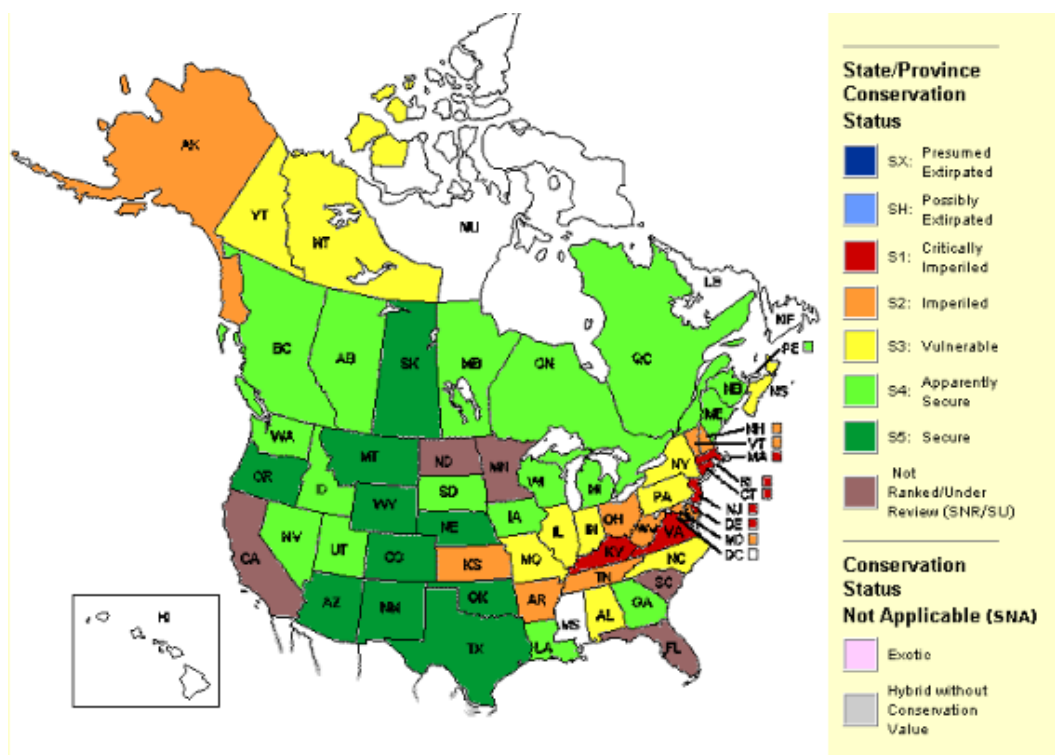 AK
YT
NT
NU
LB
NF
PE
BC
AB
SK
MB
ON
QC
NB
NS
ME
NH
VT
MA
RI
CT
NJ
DE
MD
DC
WA
MT
ND
MN
OR
ID
WY
SD
WI
MI
NY
PA
NE
IA
NV
UT
CO
IL
IN
OH
WV
VA
CA
KS
MO
KY
NC
TN
AZ
NM
OK
AR
SC
MS
AL
GA
TX
LA
FL
HI
State/Province
Conservation
Status
SX: Presumed
Extirpated
SH: Possibly
Extirpated
S1: Critically
Imperiled
S2: Imperiled
S3: Vulnerable
S4: Apparently
Secure
S5: Secure
Not
Ranked/Under
Review (SNR/SU)
Conservation
Status
Not Applicable (SNA)
Exotic
Hybrid without
Conservation
Value